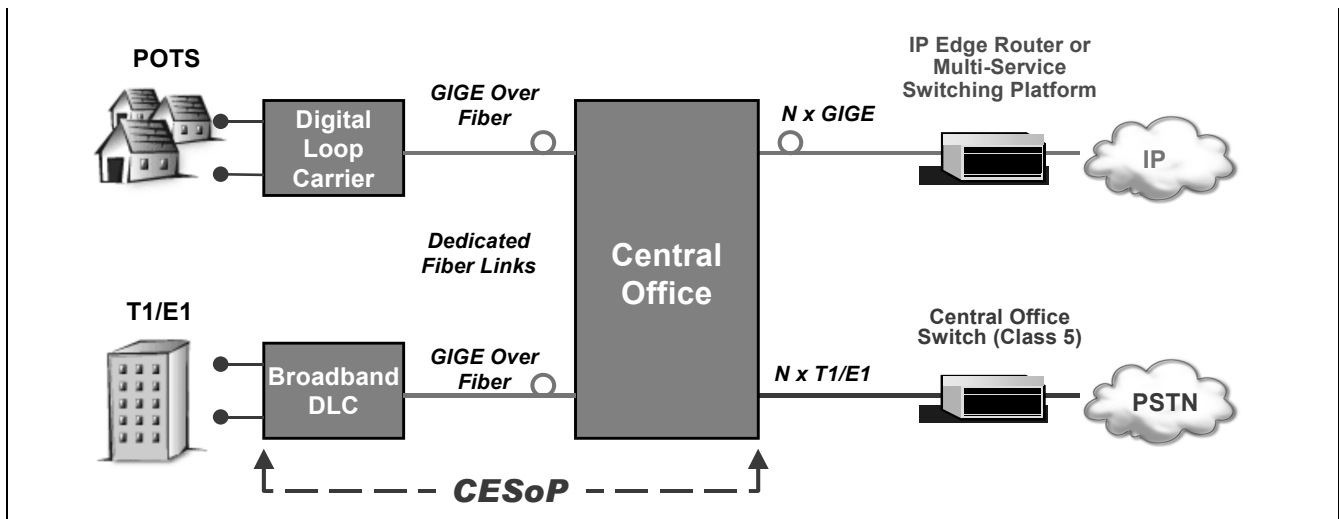 POTS
Digital
Loop
Carrier
GIGE Over
Fiber
Dedicated
Fiber Links
T1/E1
Broadband
DLC
GIGE Over
Fiber
Central
Office
N x GIGE
IP Edge Router or
Multi-Service
Switching Platform
IP
N x T1/E1
Central Office
Switch (Class 5)
PSTN
CESoP